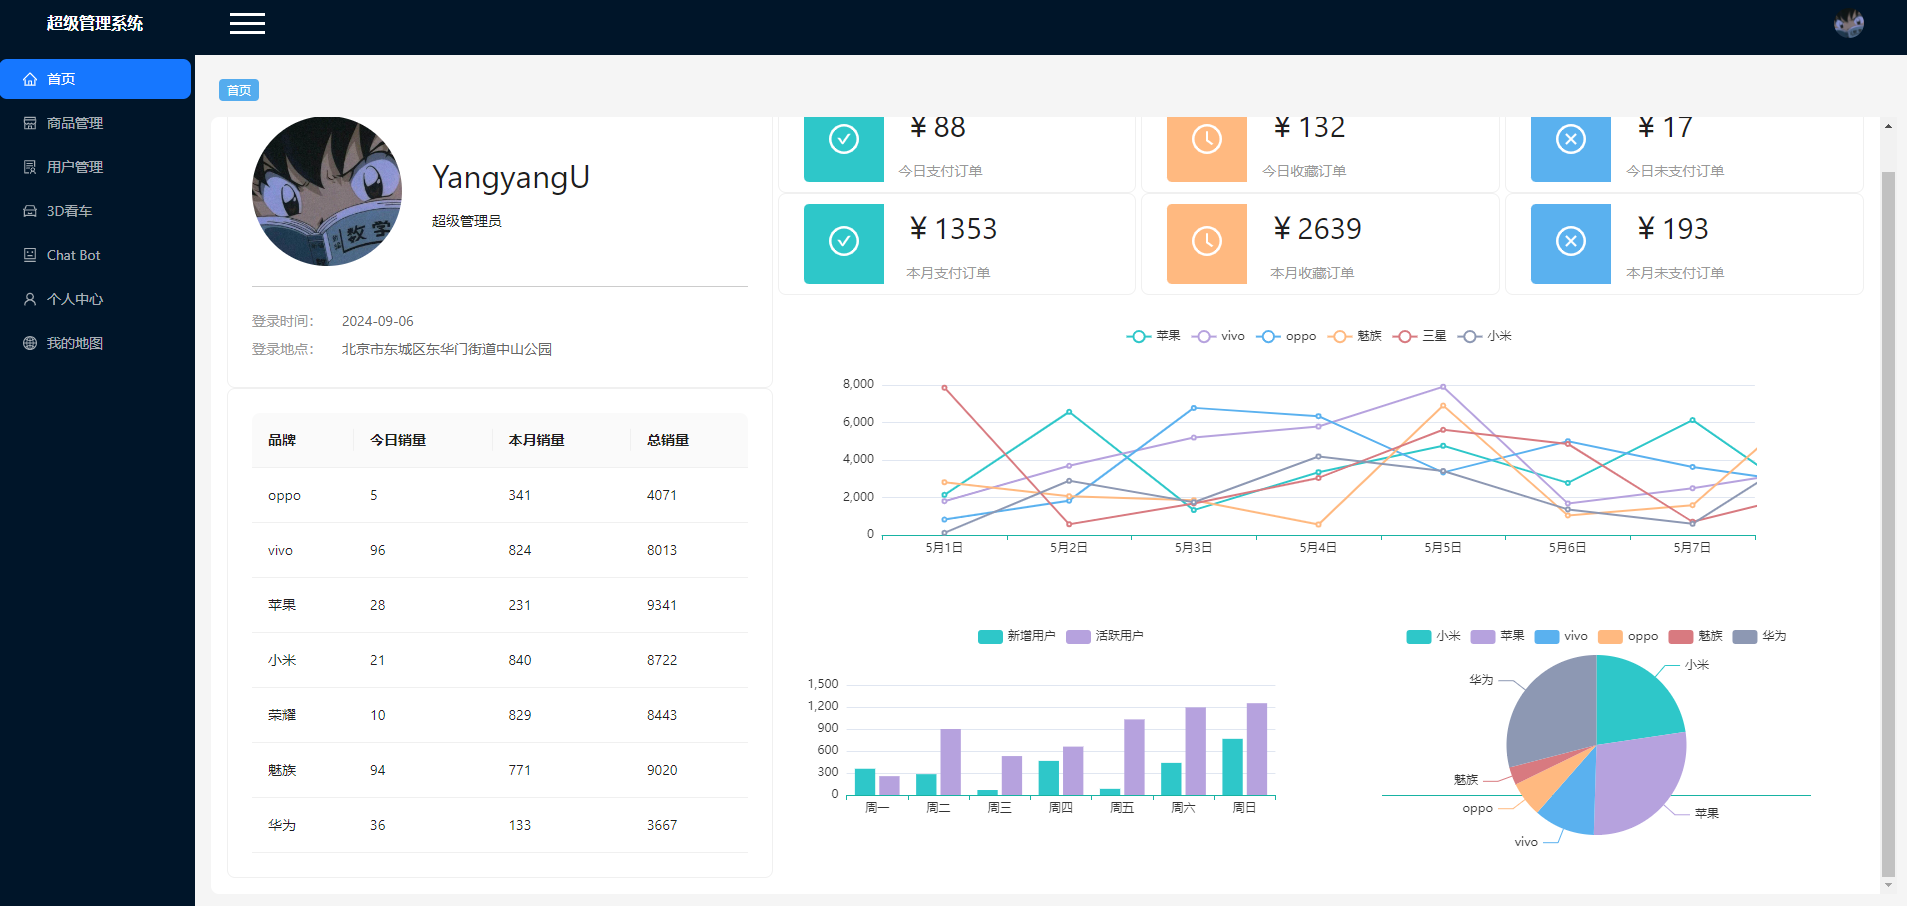 超级管理系统
首页
商品管理
用户管理
3D看车
Chat Bot
个人中心
我的地图
首页
数学
YangyangU
超级管理员
登录时间： 2024-09-06
登录地点： 北京市东城区东华门街道中山公园
¥ 88
今日支付订单
¥ 132
今日收藏订单
¥ 17
今日未支付订单
¥ 1353
本月支付订单
¥ 2639
本月收藏订单
¥ 193
本月未支付订单
品牌 今日销量 本月销量 总销量
oppo 5 341 4071
vivo 96 824 8013
苹果 28 231 9341
小米 21 840 8722
荣耀 10 829 8443
魅族 94 771 9020
华为 36 133 3667
苹果 vivo oppo 魅族 三星 小米
8,000
6,000
4,000
2,000
0
5月1日 5月2日 5月3日 5月4日 5月5日 5月6日 5月7日
新增用户 活跃用户
1,500
1,200
900
600
300
0
周一 周二 周三 周四 周五 周六 周日
小米 苹果 vivo oppo 魅族 华为
小米
华为
魅族
oppo
苹果
vivo